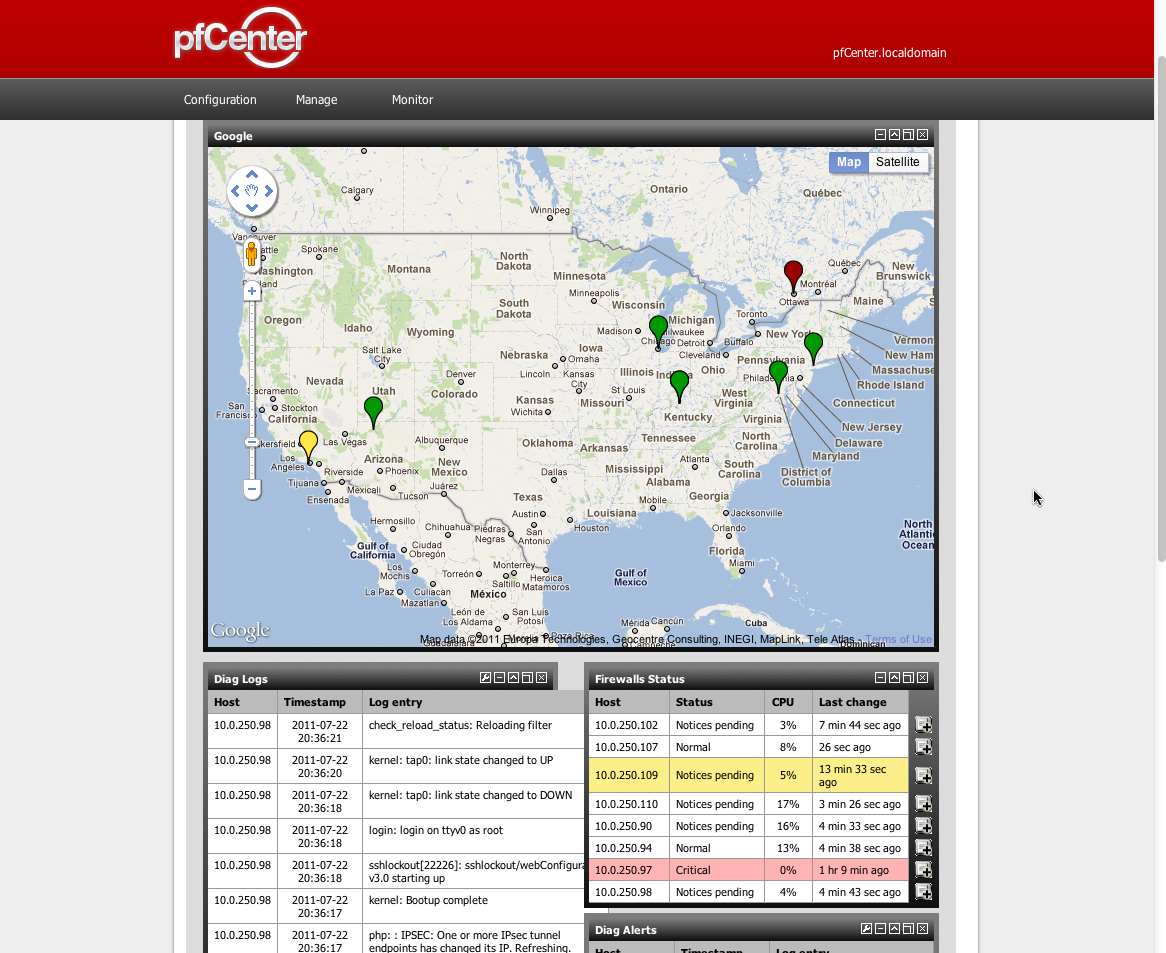 pfCenter
pfCenter.localdomain
Configuration Manage Monitor
Google
Map Satellite
Calgary
Ontario
Québec
Winnipeg
Vancouver
Spokane
Washington
Montana
North Dakota
Minnesota
Québec
New Brunswick
Montréal
Ottawa
Maine
Minneapolis
Wisconsin
South Dakota
Oregon
Idaho
Wyoming
Michigan
Toronto
Madison
Milwaukee
Chicago
Detroit
Buffalo
New York
Vermont
New Ham
Massachuse
Rhode Island
Connecticut
Salt Lake City
Nebraska
Iowa
Omaha
Cleveland
Pennsylvania
Ohio
Illinois
Philadelphia
Nevada
Utah
Denver
Colorado
Lincoln
Kansas City
St Louis
Missouri
Kansas
Wichita
West Virginia
Kentucky
Virginia
New Jersey
Delaware
Maryland
District of Columbia
Sacramento
San Francisco
Stockton
California
Las Vegas
Albuquerque
Oklahoma
Arkansas
Tennessee
North Carolina
Los Angeles
Riverside
Arizona
Phoenix
New Mexico
Dallas
Mississippi
Atlanta
South Carolina
Alabama
Georgia
Tijuana
Mexicali
Tucson
Juárez
Ensenada
Texas
Louisiana
Mobile
Jacksonville
Austin
Houston
San Antonio
Orlando
Florida
Miami
North Atlantic Ocean
Hermosillo
Chihuahua
Piedras Negras
Gulf of California
Ciudad Obregón
Los Mochis
Torreón
Monterrey
Saltillo
Heroica Matamoros
Gulf of México
La Paz
Culiacan
Mazatlan
México
León de Los Aldama
San Luis Potosí
Mérida
Cancún
Cuba
Google
Map data ©2011 Europa Technologies, Geocentre Consulting, INEGI, MapLink, Tele Atlas - Terms of Use
Diag Logs
Host Timestamp Log entry
10.0.250.98 2011-07-22 20:36:21 check_reload_status: Reloading filter
10.0.250.98 2011-07-22 20:36:20 kernel: tap0: link state changed to UP
10.0.250.98 2011-07-22 20:36:18 kernel: tap0: link state changed to DOWN
10.0.250.98 2011-07-22 20:36:18 login: login on ttyv0 as root
10.0.250.98 2011-07-22 20:36:18 sshlockout[22226]: sshlockout/webConfigura
v3.0 starting up
10.0.250.98 2011-07-22 20:36:17 kernel: Bootup complete
10.0.250.98 2011-07-22 20:36:17 php: : IPSEC: One or more IPsec tunnel
endpoints has changed its IP. Refreshing.
Firewalls Status
Host Status CPU Last change
10.0.250.102 Notices pending 3% 7 min 44 sec ago
10.0.250.107 Normal 8% 26 sec ago
10.0.250.109 Notices pending 5% 13 min 33 sec ago
10.0.250.110 Notices pending 17% 3 min 26 sec ago
10.0.250.90 Notices pending 16% 4 min 33 sec ago
10.0.250.94 Normal 13% 4 min 38 sec ago
10.0.250.97 Critical 0% 1 hr 9 min ago
10.0.250.98 Notices pending 4% 4 min 43 sec ago
Diag Alerts
Host Timestamp Log entry